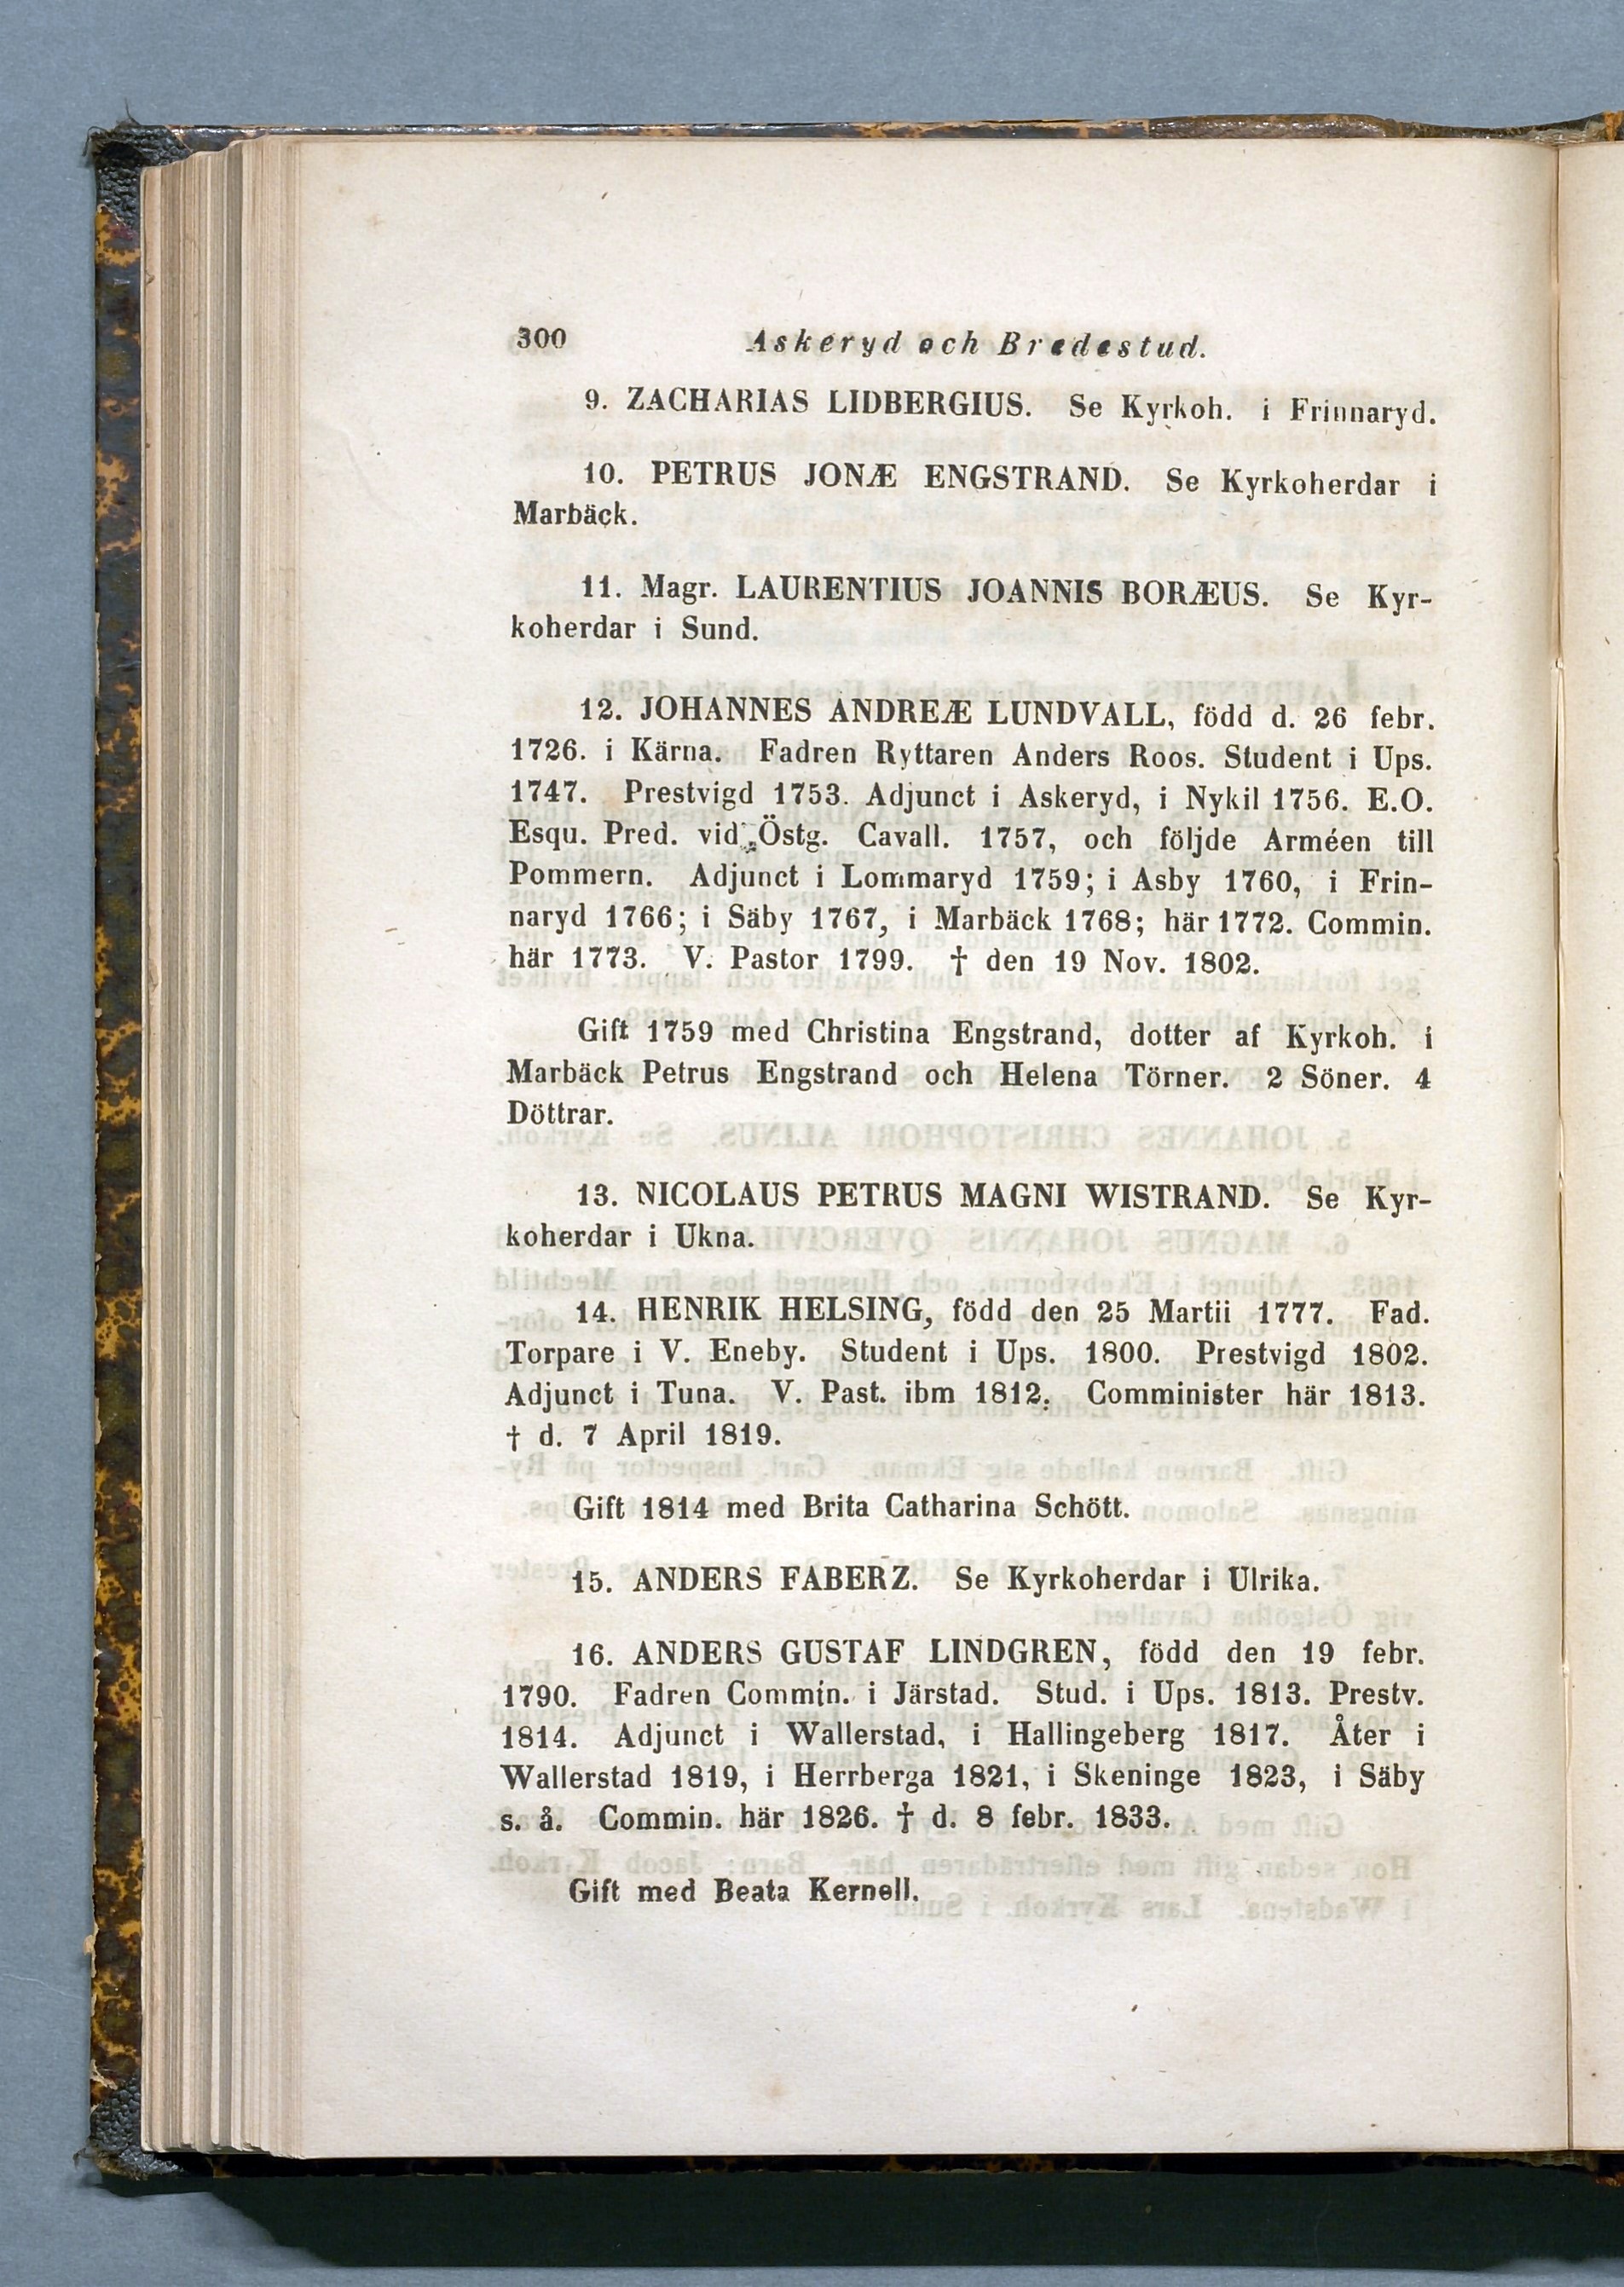 300 Askeryd och Bredestud.
9. ZACHARIAS LIDBERGIUS. Se Kyrkoh. i Frinnaryd.
10. PETRUS JONÆ ENGSTRAND. Se Kyrkoherdar i
Marbäck.
11. Magr. LAURENTIUS JOANNIS BORÆUS. Se Kyr-
koherdar i Sund.
12. JOHANNES ANDREÆ LUNDVALL, född d. 26 febr.
1726. i Kärna. Fadren Ryttaren Anders Roos. Student i Ups.
1747. Prestvigd 1753. Adjunct i Askeryd, i Nykil 1756. E.O.
Esqu. Pred. vid Östg. Cavall. 1757, och följde Arméen till
Pommern. Adjunct i Lommaryd 1759; i Asby 1760, i Frin-
naryd 1766; i Säby 1767, i Marbäck 1768; här 1772. Commin.
här 1773. V. Pastor 1799. † den 19 Nov. 1802.
Gift 1759 med Christina Engstrand, dotter af Kyrkoh. i
Marbäck Petrus Engstrand och Helena Törner. 2 Söner. 4
Döttrar.
13. NICOLAUS PETRUS MAGNI WISTRAND. Se Kyr-
koherdar i Ukna.
14. HENRIK HELSING, född den 25 Martii 1777. Fad.
Torpare i V. Eneby. Student i Ups. 1800. Prestvigd 1802.
Adjunct i Tuna. V. Past. ibm 1812. Comminister här 1813.
† d. 7 April 1819.
Gift 1814 med Brita Catharina Schött.
15. ANDERS FABERZ. Se Kyrkoherdar i Ulrika.
16. ANDERS GUSTAF LINDGREN, född den 19 febr.
1790. Fadren Commin. i Järstad. Stud. i Ups. 1813. Prestv.
1814. Adjunct i Wallerstad, i Hallingeberg 1817. Åter i
Wallerstad 1819, i Herrberga 1821, i Skeninge 1823, i Säby
s. å. Commin. här 1826. † d. 8 febr. 1833.
Gift med Beata Kernell.